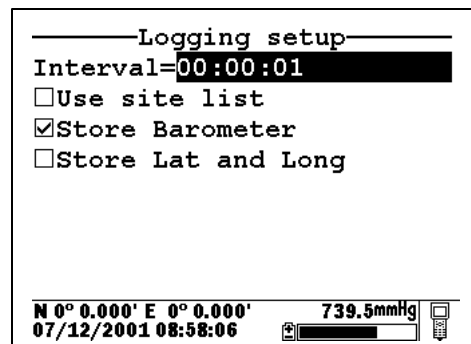 Logging setup
Interval=00:00:01
☐Use site list
☑Store Barometer
☐Store Lat and Long
N 0° 0.000' E 0° 0.000' 739.5mmHg
07/12/2001 08:58:06